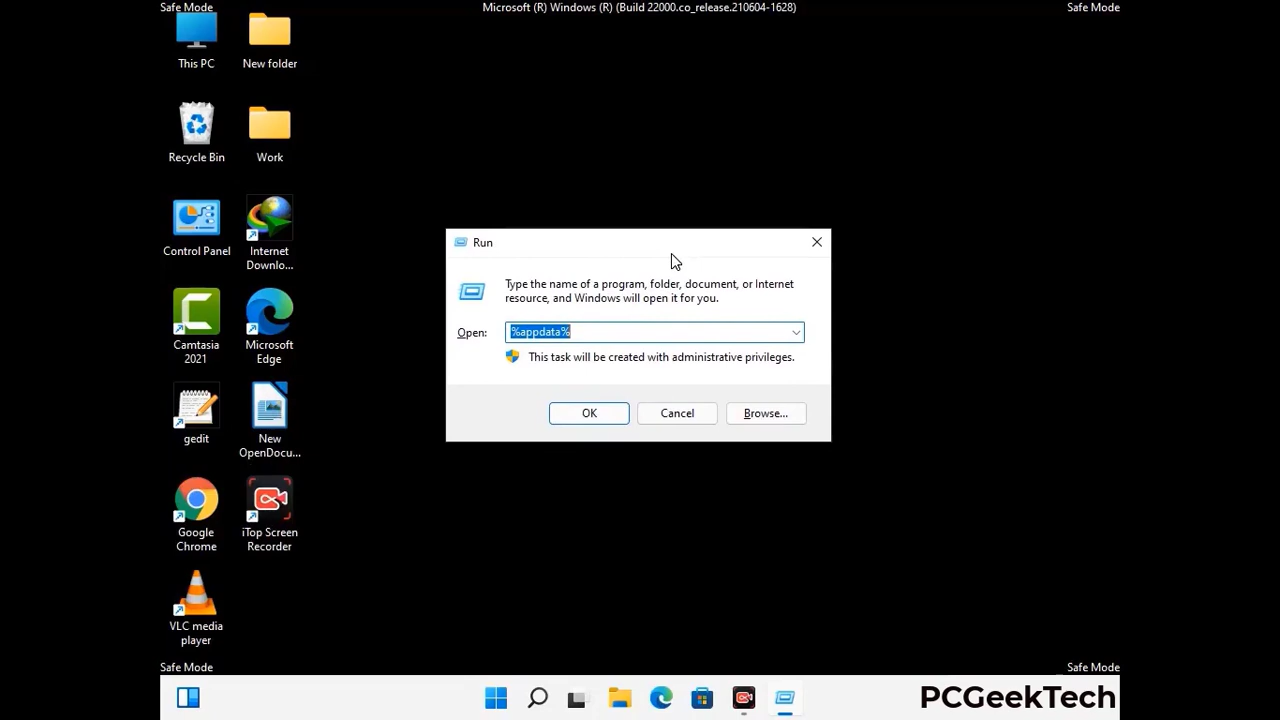 Safe Mode
Microsoft (R) Windows (R) (Build 22000.co_release.210604-1628)
Safe Mode
This PC
New folder
Recycle Bin
Work
Control Panel
Internet
Downlo...
Camtasia
2021
Microsoft
Edge
gedit
New
OpenDocu...
Google
Chrome
iTop Screen
Recorder
VLC media
player
Run
Type the name of a program, folder, document, or Internet
resource, and Windows will open it for you.
Open:
%appdata%
This task will be created with administrative privileges.
OK
Cancel
Browse...
Safe Mode
Safe Mode
PCGeekTech